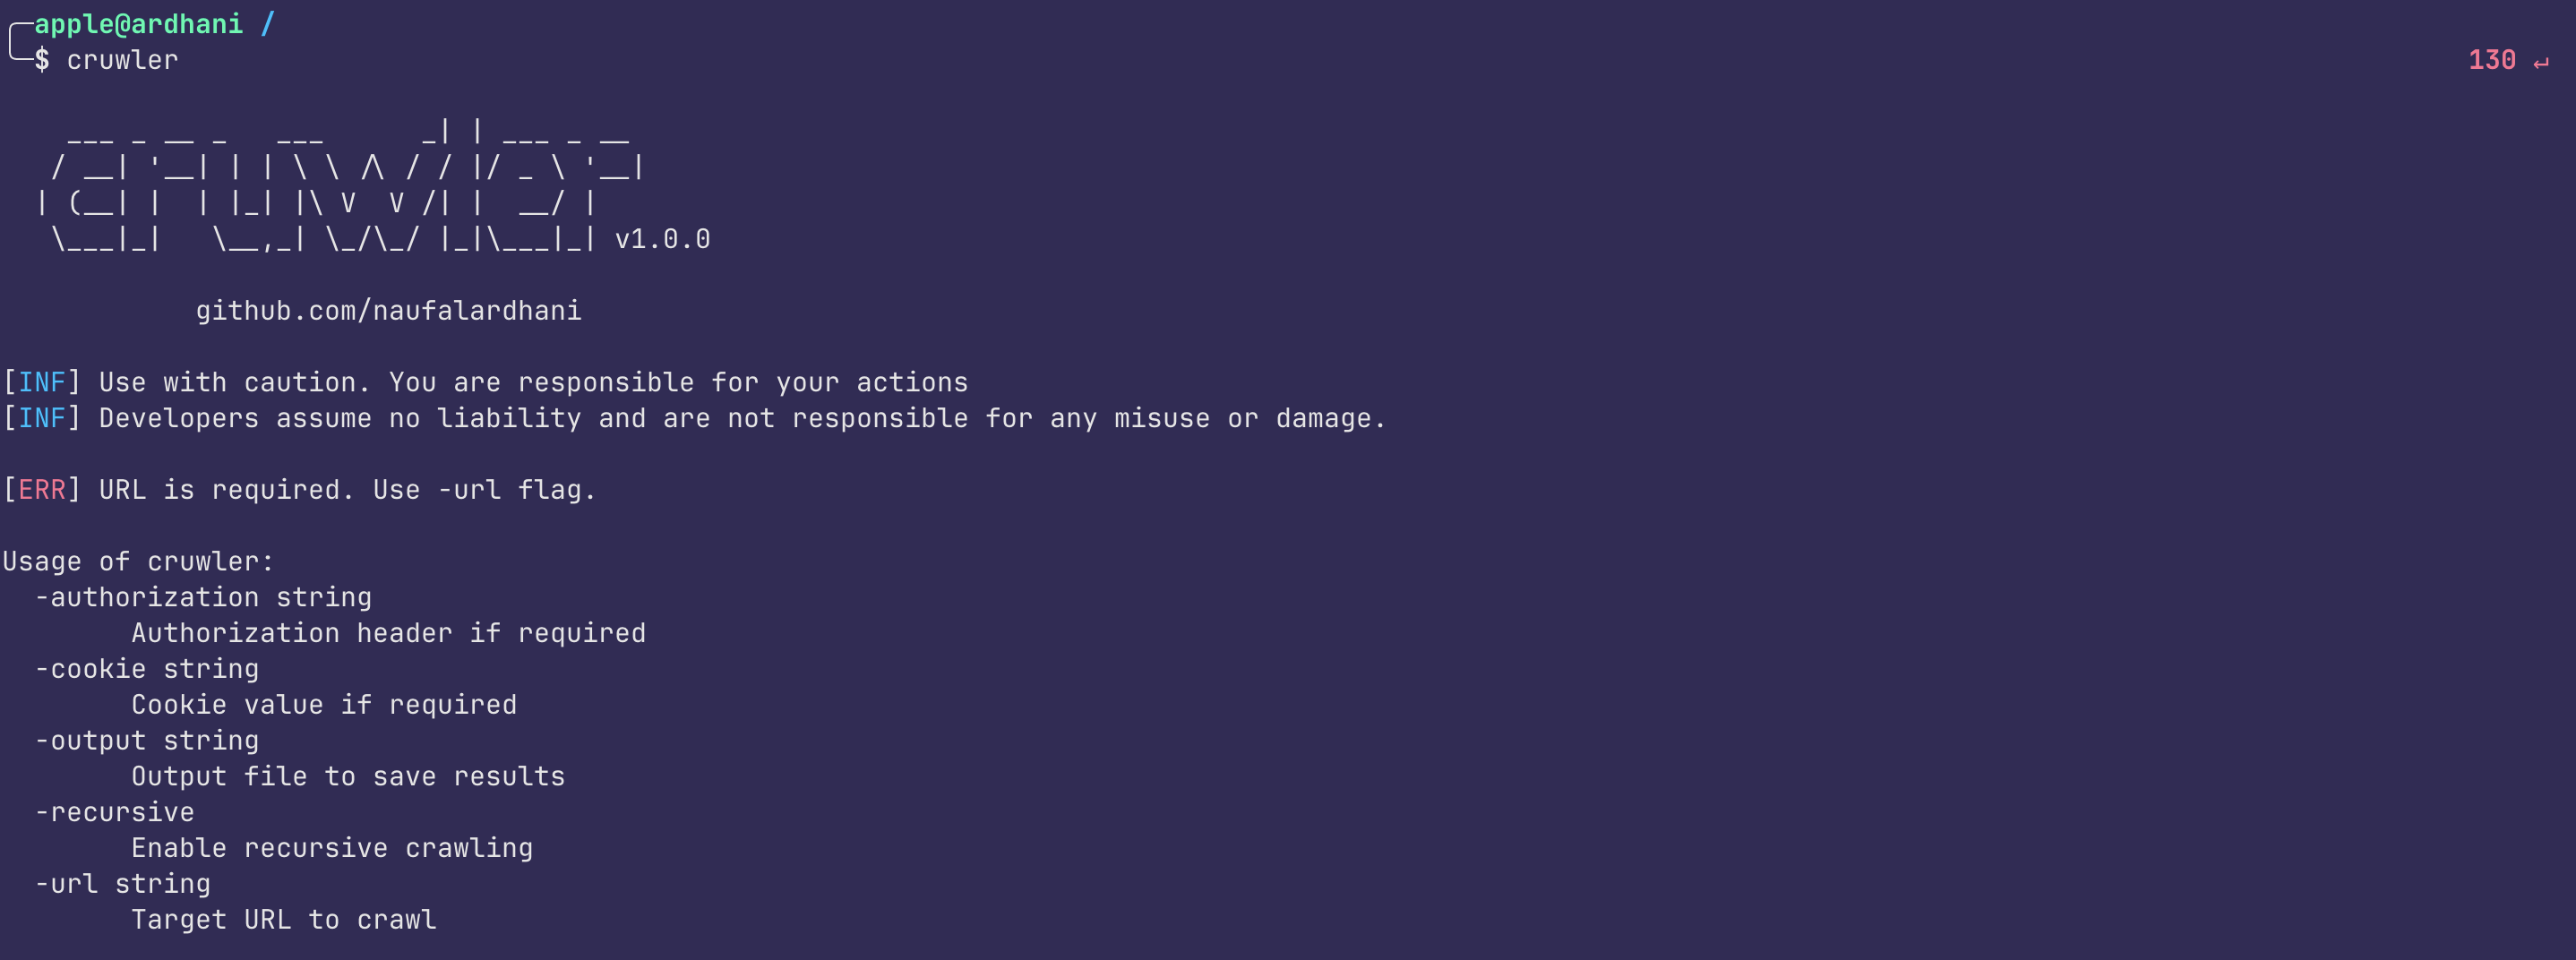 apple@ardhani /
$ cruwler 130 ↵
   ___ _ __ _   ___      _| | ___ _ __
  / __| '__| | | \ \ /\ / / |/ _ \ '__|
 | (__| |  | |_| |\ V  V /| |  __/ |
  \___|_|   \__,_| \_/\_/ |_|\___|_| v1.0.0
github.com/naufalardhani
[INF] Use with caution. You are responsible for your actions
[INF] Developers assume no liability and are not responsible for any misuse or damage.
[ERR] URL is required. Use -url flag.
Usage of cruwler:
  -authorization string
        Authorization header if required
  -cookie string
        Cookie value if required
  -output string
        Output file to save results
  -recursive
        Enable recursive crawling
  -url string
        Target URL to crawl